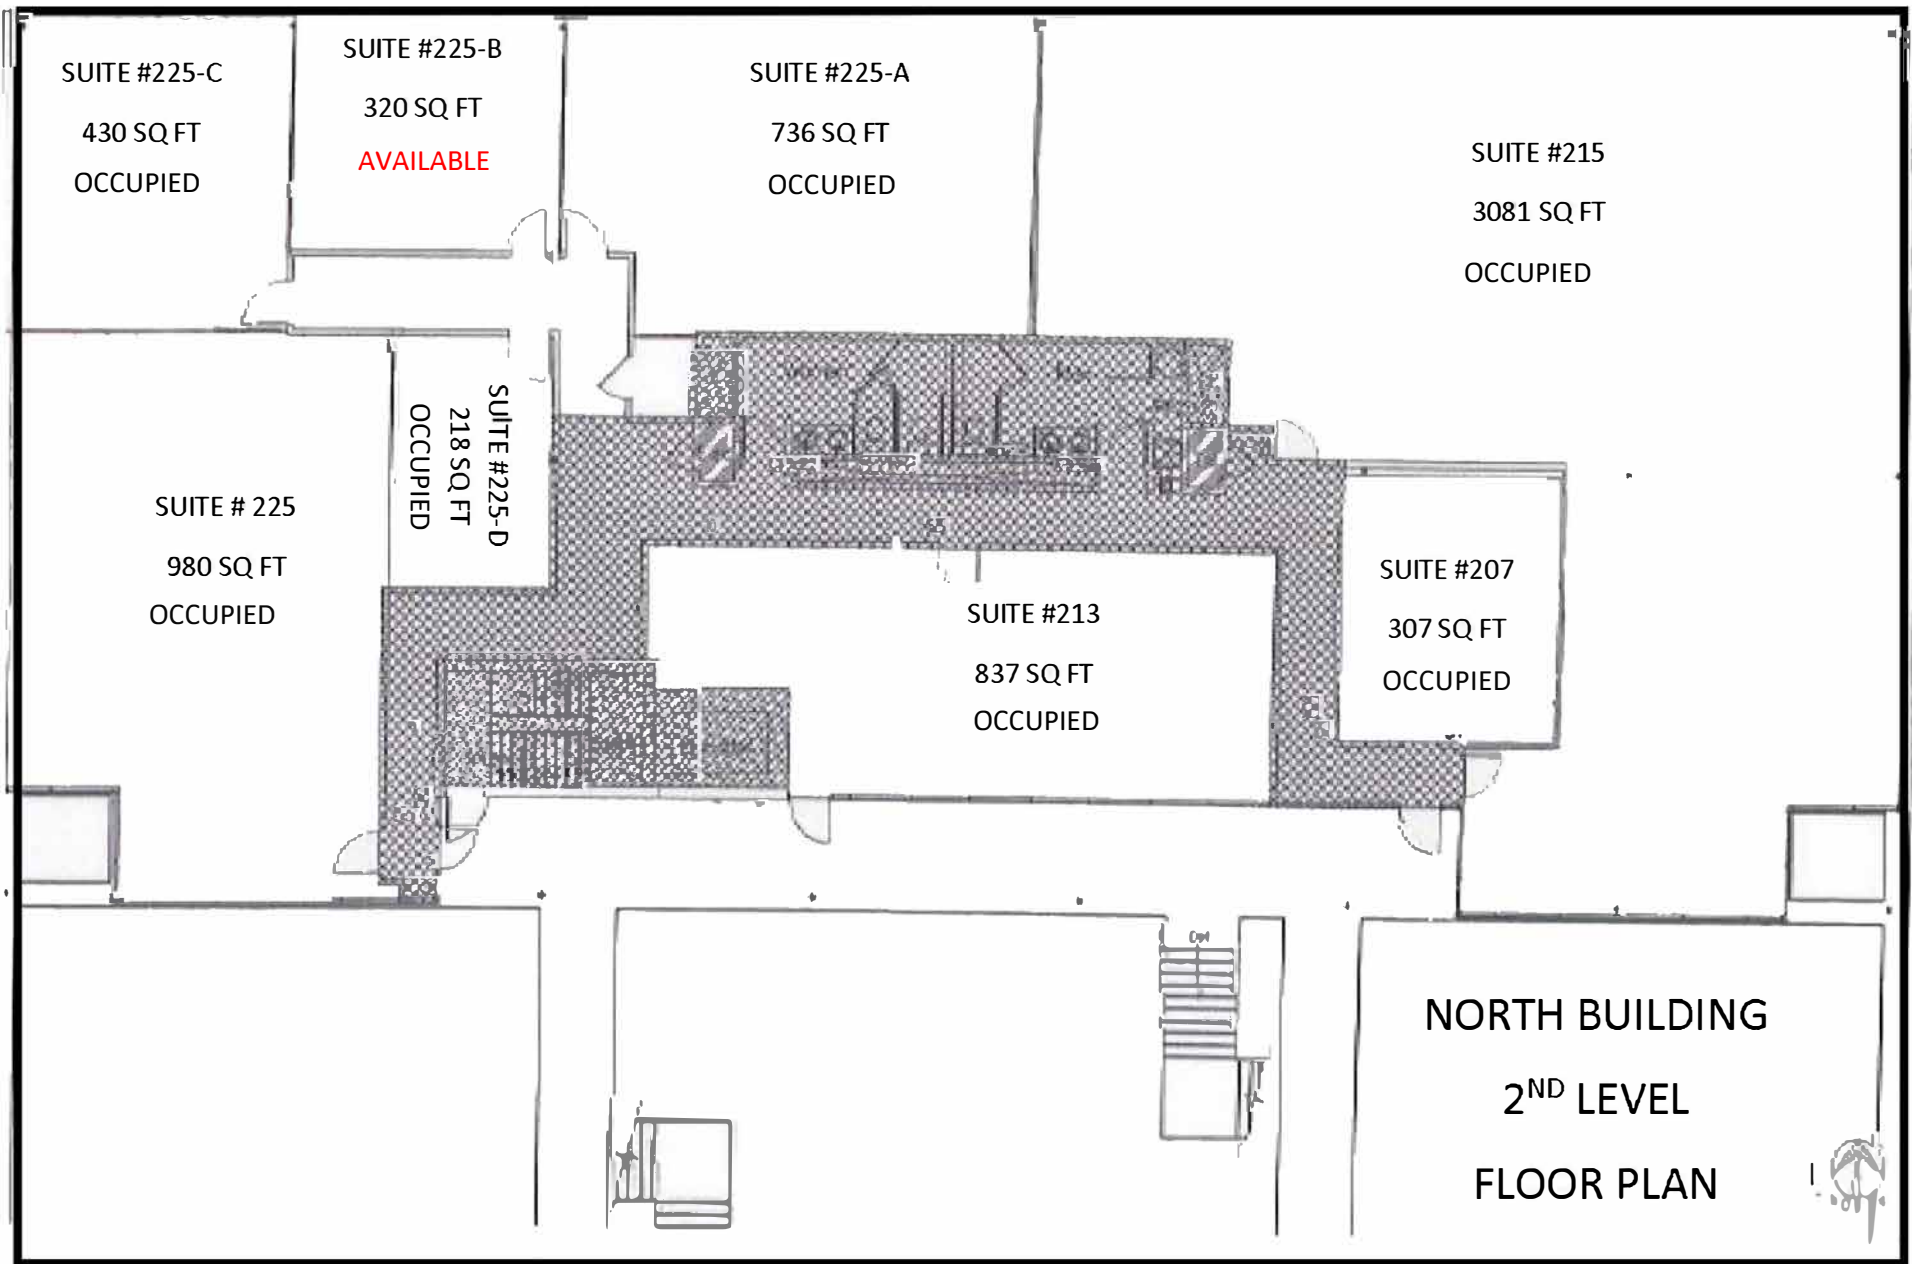 SUITE #225-C
430 SQ FT
OCCUPIED
SUITE #225-B
320 SQ FT
AVAILABLE
SUITE #225-A
736 SQ FT
OCCUPIED
SUITE #215
3081 SQ FT
OCCUPIED
SUITE # 225
980 SQ FT
OCCUPIED
SUITE #225-D
218 SQ FT
OCCUPIED
SUITE #213
837 SQ FT
OCCUPIED
SUITE #207
307 SQ FT
OCCUPIED
NORTH BUILDING
2ND LEVEL
FLOOR PLAN